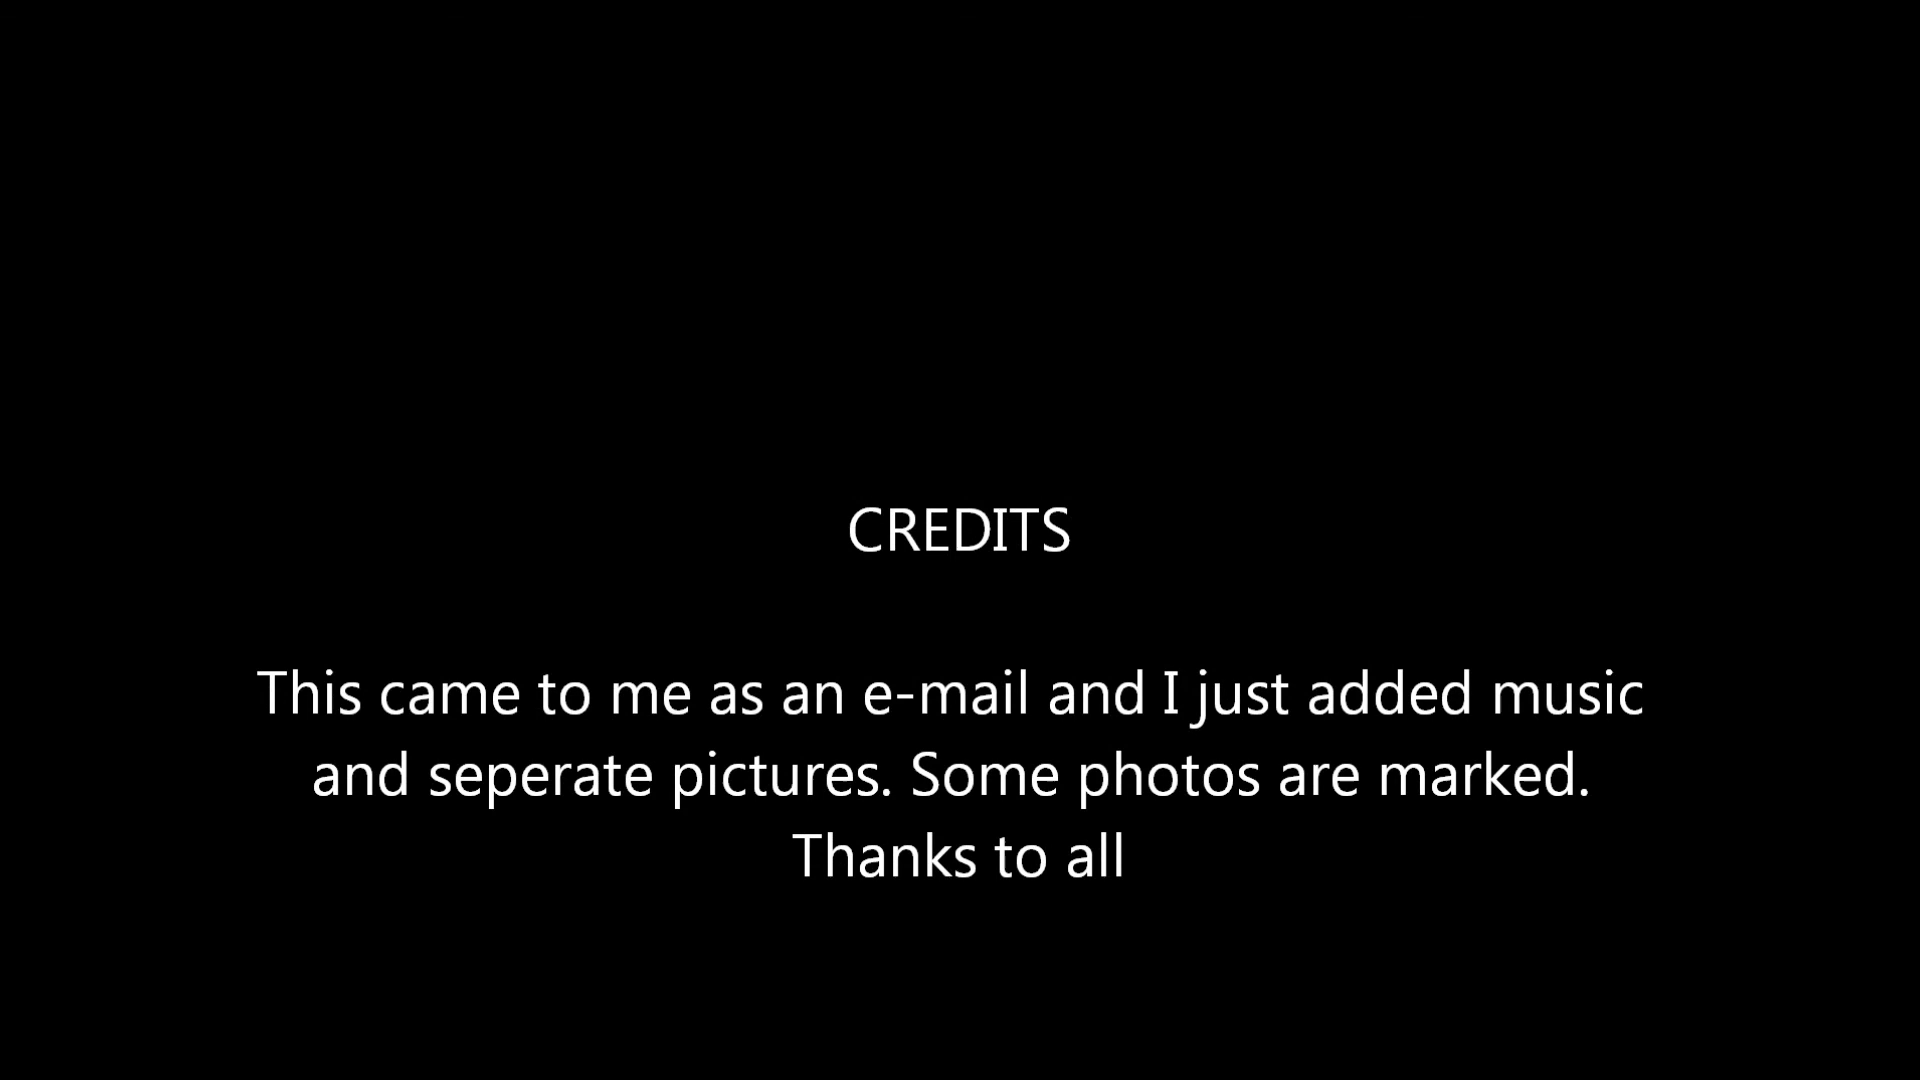 CREDITS
This came to me as an e-mail and I just added music
and seperate pictures. Some photos are marked.
Thanks to all